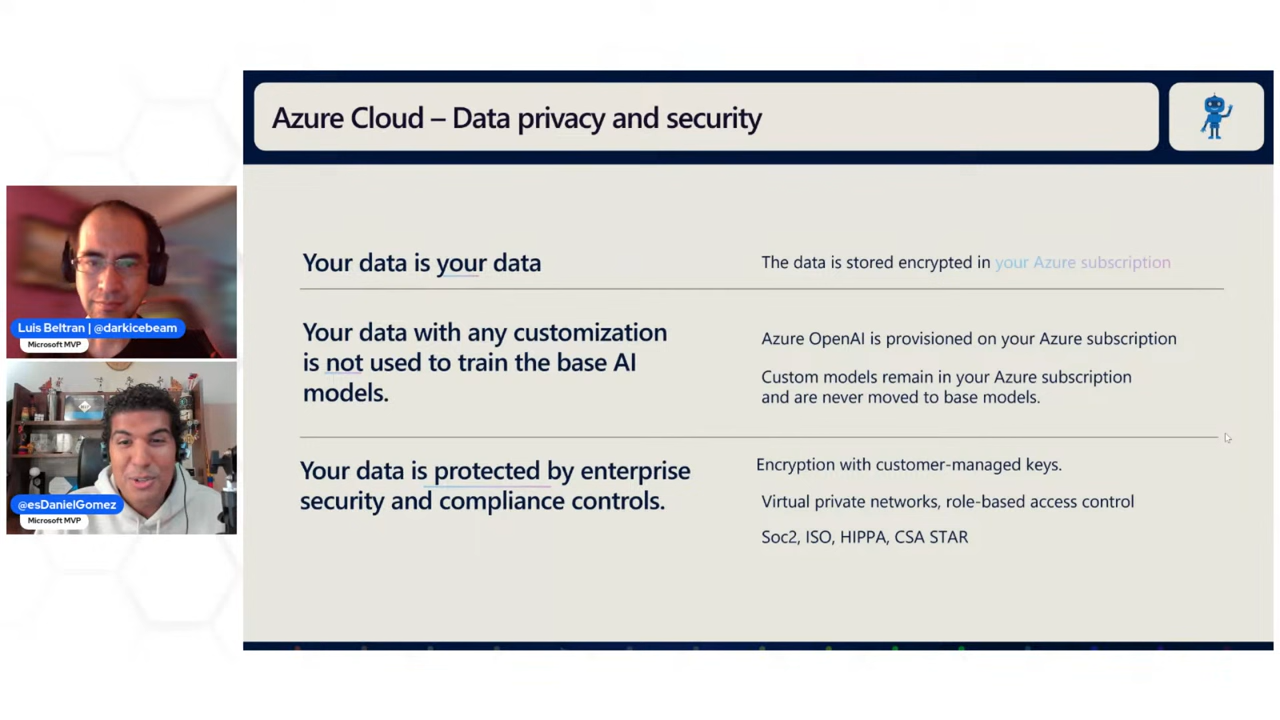 Azure Cloud – Data privacy and security
Your data is your data
The data is stored encrypted in your Azure subscription
Your data with any customization
is not used to train the base AI
models.
Azure OpenAI is provisioned on your Azure subscription
Custom models remain in your Azure subscription
and are never moved to base models.
Your data is protected by enterprise
security and compliance controls.
Encryption with customer-managed keys.
Virtual private networks, role-based access control
Soc2, ISO, HIPPA, CSA STAR
Luis Beltran | @darkicebeam
Microsoft MVP
@esDanielGomez
Microsoft MVP